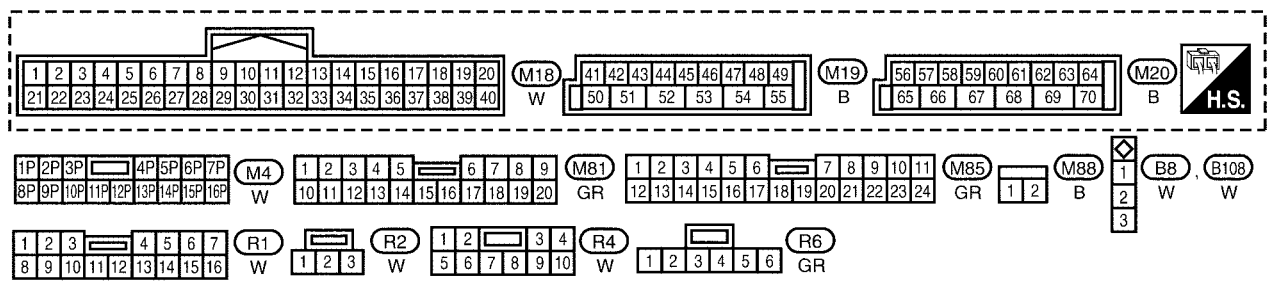 1 2 3 4 5 6 7 8 9 10 11 12 13 14 15 16 17 18 19 20
21 22 23 24 25 26 27 28 29 30 31 32 33 34 35 36 37 38 39 40
M18
W
41 42 43 44 45 46 47 48 49
50 51 52 53 54 55
M19
B
56 57 58 59 60 61 62 63 64
65 66 67 68 69 70
M20
B
H.S.
1P 2P 3P 4P 5P 6P 7P
8P 9P 10P 11P 12P 13P 14P 15P 16P
M4
W
1 2 3 4 5 6 7 8 9
10 11 12 13 14 15 16 17 18 19 20
M81
GR
1 2 3 4 5 6 7 8 9 10 11
12 13 14 15 16 17 18 19 20 21 22 23 24
M85
GR
1 2
M88
B
1
2
3
B8 , B108
W W
1 2 3 4 5 6 7
8 9 10 11 12 13 14 15 16
R1
W
1 2 3
R2
W
1 2 3 4
5 6 7 8 9 10
R4
W
1 2 3 4 5 6
R6
GR